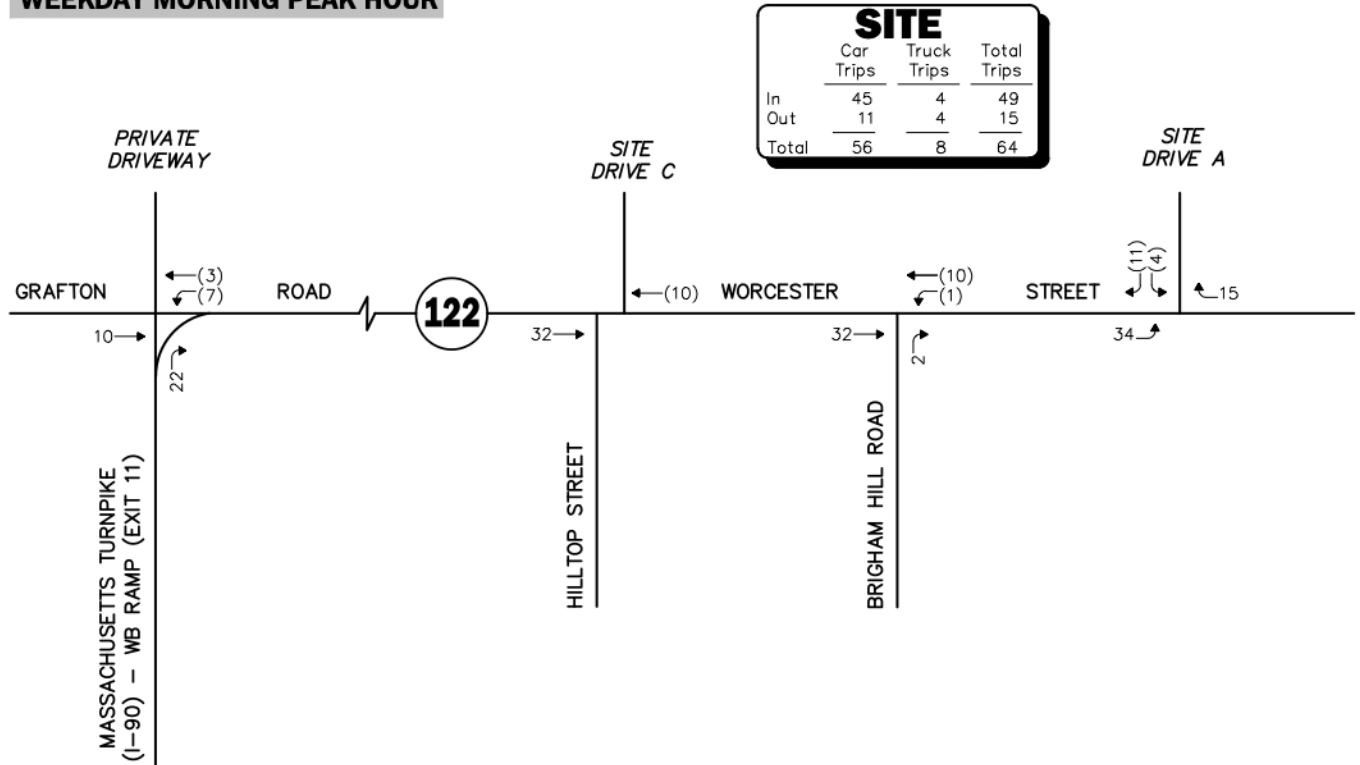 WEEKDAY MORNING PEAK HOUR
SITE
Car Truck Total
Trips Trips Trips
In 45 4 49
Out 11 4 15
Total 56 8 64
PRIVATE
DRIVEWAY
SITE
DRIVE C
SITE
DRIVE A
(3)
(7)
(10)
(10)
(1)
(11)
(4)
15
GRAFTON ROAD 122 WORCESTER STREET
10
22
32
32
2
34
MASSACHUSETTS TURNPIKE
(I-90) – WB RAMP (EXIT 11)
HILLTOP STREET
BRIGHAM HILL ROAD